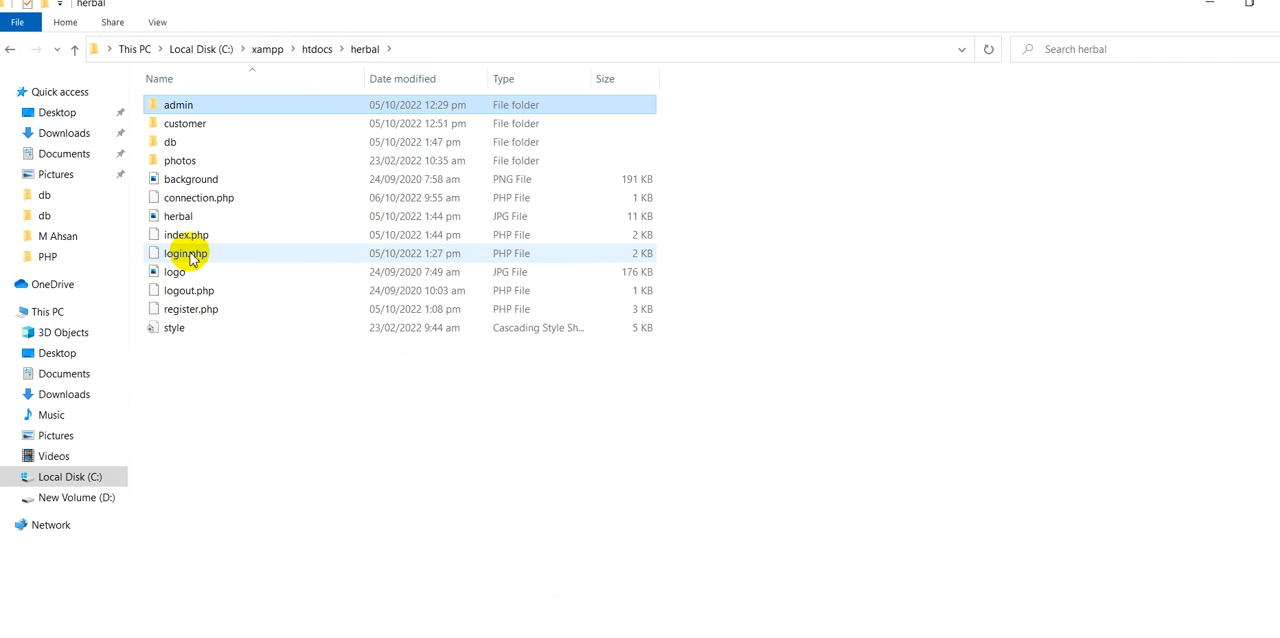 herbal
File Home Share View
This PC Local Disk (C:) xampp htdocs herbal
Search herbal
Name Date modified Type Size
Quick access
Desktop
Downloads
Documents
Pictures
db
db
M Ahsan
PHP
OneDrive
This PC
3D Objects
Desktop
Documents
Downloads
Music
Pictures
Videos
Local Disk (C:)
New Volume (D:)
Network
admin 05/10/2022 12:29 pm File folder
customer 05/10/2022 12:51 pm File folder
db 05/10/2022 1:47 pm File folder
photos 23/02/2022 10:35 am File folder
background 24/09/2020 7:58 am PNG File 191 KB
connection.php 06/10/2022 9:55 am PHP File 1 KB
herbal 05/10/2022 1:44 pm JPG File 11 KB
index.php 05/10/2022 1:44 pm PHP File 2 KB
login.php 05/10/2022 1:27 pm PHP File 2 KB
logo 24/09/2020 7:49 am JPG File 176 KB
logout.php 24/09/2020 10:03 am PHP File 1 KB
register.php 05/10/2022 1:08 pm PHP File 3 KB
style 23/02/2022 9:44 am Cascading Style Sh... 5 KB